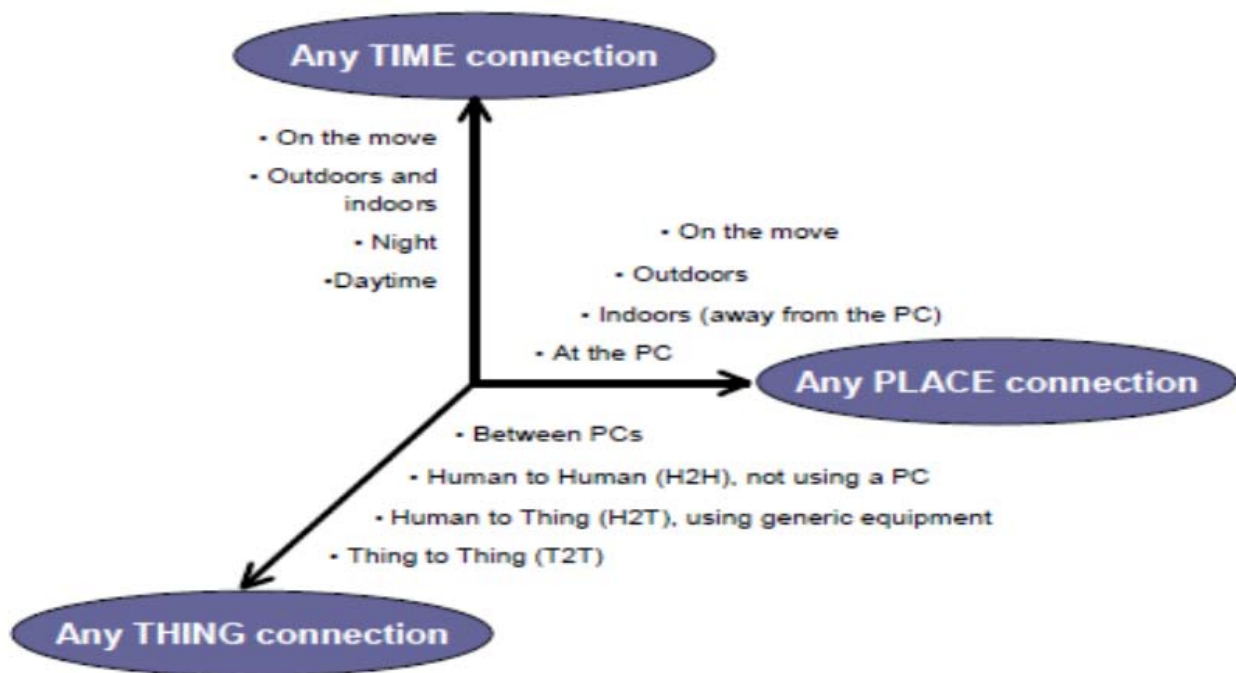 Any TIME connection
• On the move
• Outdoors and
indoors
• Night
•Daytime
• On the move
• Outdoors
• Indoors (away from the PC)
• At the PC
Any PLACE connection
• Between PCs
• Human to Human (H2H), not using a PC
• Human to Thing (H2T), using generic equipment
• Thing to Thing (T2T)
Any THING connection